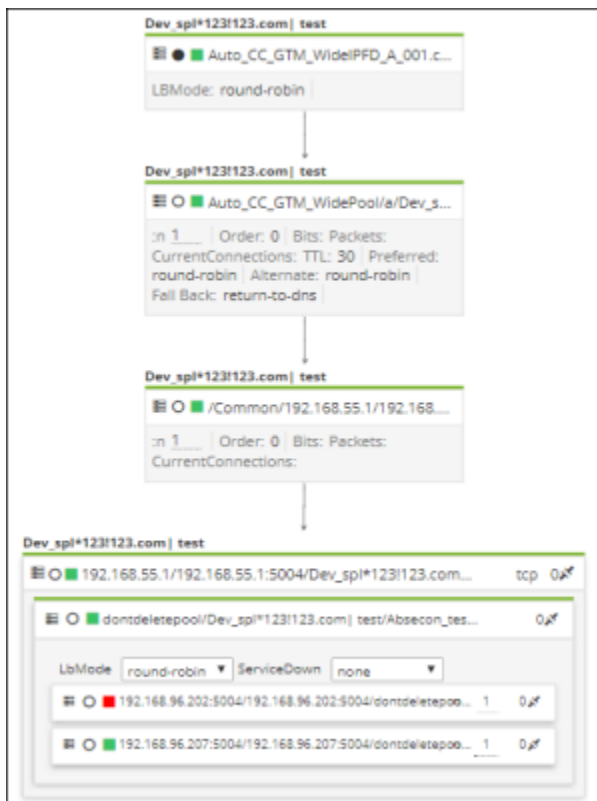 Dev_spl*123!123.com| test
Auto_CC_GTM_WideIPFD_A_001.c...
LBMode: round-robin
Dev_spl*123!123.com| test
Auto_CC_GTM_WidePool/a/Dev_s...
:n 1 Order: 0 Bits: Packets:
CurrentConnections: TTL: 30 Preferred:
round-robin Alternate: round-robin
Fall Back: return-to-dns
Dev_spl*123!123.com| test
/Common/192.168.55.1/192.168....
:n 1 Order: 0 Bits: Packets:
CurrentConnections:
Dev_spl*123!123.com| test
192.168.55.1/192.168.55.1:5004/Dev_spl*123!123.com... tcp 0
dontdeletepool/Dev_spl*123!123.com| test/Absecon_tes... 0
LbMode round-robin ServiceDown none
192.168.96.202:5004/192.168.96.202:5004/dontdeletepoo... 1 0
192.168.96.207:5004/192.168.96.207:5004/dontdeletepoo... 1 0